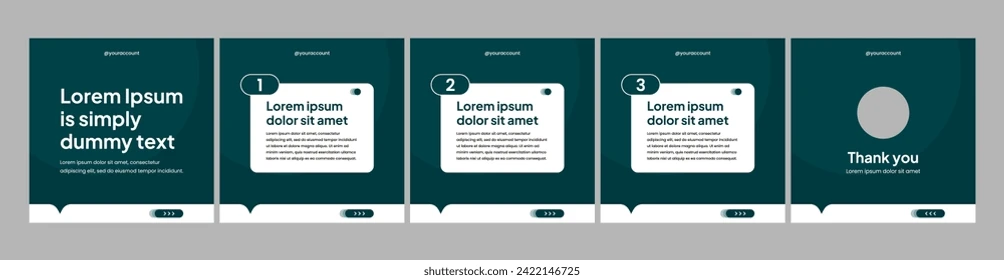 @youraccount
Lorem Ipsum
is simply
dummy text
Lorem ipsum dolor sit amet, consectetur
adipiscing elit, sed do eiusmod tempor.
@youraccount
1
Lorem ipsum
dolor sit amet
Lorem ipsum dolor sit amet, consectetur
adipiscing elit, sed do eiusmod tempor incididunt
ut labore et dolore magna aliqua. Ut enim ad
minim veniam, quis nostrud exercitation ullamco
laboris nisi ut aliquip ex ea commodo consequat.
@youraccount
2
Lorem ipsum
dolor sit amet
Lorem ipsum dolor sit amet, consectetur
adipiscing elit, sed do eiusmod tempor incididunt
ut labore et dolore magna aliqua. Ut enim ad
minim veniam, quis nostrud exercitation ullamco
laboris nisi ut aliquip ex ea commodo consequat.
@youraccount
3
Lorem ipsum
dolor sit amet
Lorem ipsum dolor sit amet, consectetur
adipiscing elit, sed do eiusmod tempor incididunt
ut labore et dolore magna aliqua. Ut enim ad
minim veniam, quis nostrud exercitation ullamco
laboris nisi ut aliquip ex ea commodo consequat.
@youraccount
Thank you
Lorem ipsum dolor sit amet
shutterstock.com · 2422146725